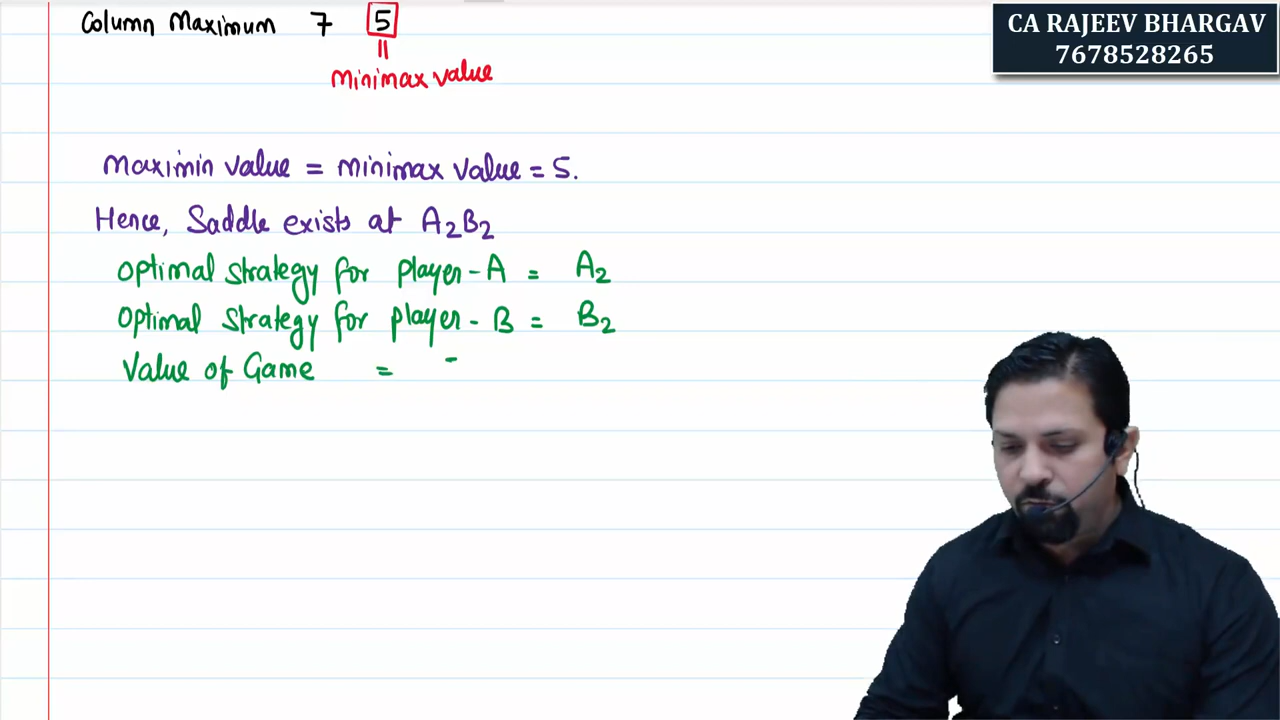 Column Maximum 7 5
CA RAJEEV BHARGAV
7678528265
=
Minimax value
Maximin value = Minimax value = 5.
Hence, Saddle exists at A2B2
Optimal strategy for player - A = A2
Optimal strategy for player - B = B2
Value of Game =